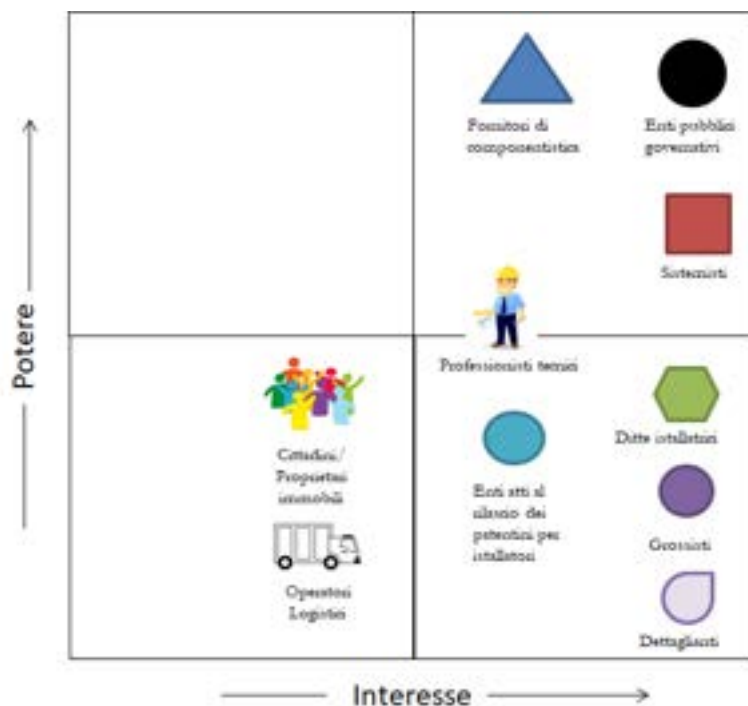 Fornitori di
componentistica
Enti pubblici
governativi
Sistemisti
Potere
Professionisti tecnici
Cittadini/
Proprietari
immobili
Operatori
Logistici
Enti atti al
rilascio dei
patentini per
istallatori
Ditte istallatrici
Grossisti
Dettaglianti
Interesse